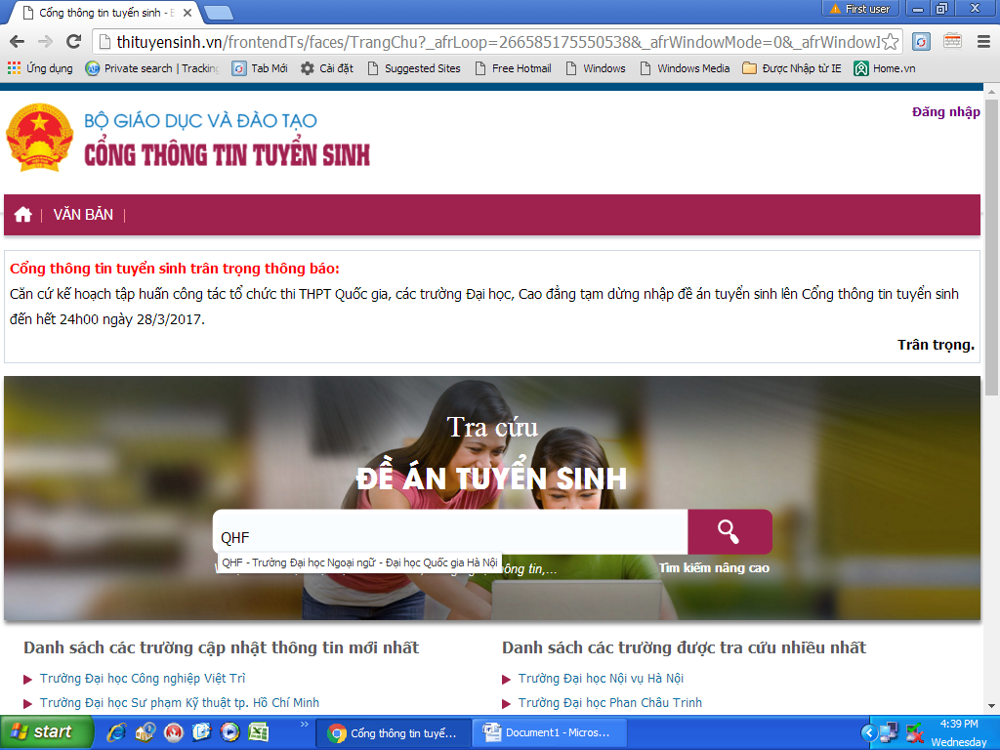 Cổng thông tin tuyển sinh - B
First user
thituyensinh.vn/frontendTs/faces/TrangChu?_afrLoop=266585175550538&_afrWindowMode=0&_afrWindowI
Ứng dụng Private search | Tracking Tab Mới Cài đặt Suggested Sites Free Hotmail Windows Windows Media Được Nhập từ IE Home.vn
Đăng nhập
BỘ GIÁO DỤC VÀ ĐÀO TẠO
CỔNG THÔNG TIN TUYỂN SINH
VĂN BẢN
Cổng thông tin tuyển sinh trân trọng thông báo:
Căn cứ kế hoạch tập huấn công tác tổ chức thi THPT Quốc gia, các trường Đại học, Cao đẳng tạm dừng nhập đề án tuyển sinh lên Cổng thông tin tuyển sinh
đến hết 24h00 ngày 28/3/2017.
Trân trọng.
Tra cứu
ĐỀ ÁN TUYỂN SINH
QHF
QHF - Trường Đại học Ngoại ngữ - Đại học Quốc gia Hà Nội
thông tin,...
Tìm kiếm nâng cao
Danh sách các trường cập nhật thông tin mới nhất
Trường Đại học Công nghiệp Việt Trì
Trường Đại học Sư phạm Kỹ thuật tp. Hồ Chí Minh
Danh sách các trường được tra cứu nhiều nhất
Trường Đại học Nội vụ Hà Nội
Trường Đại học Phan Châu Trinh
start
Cổng thông tin tuyể...
Document1 - Micros...
4:39 PM
Wednesday